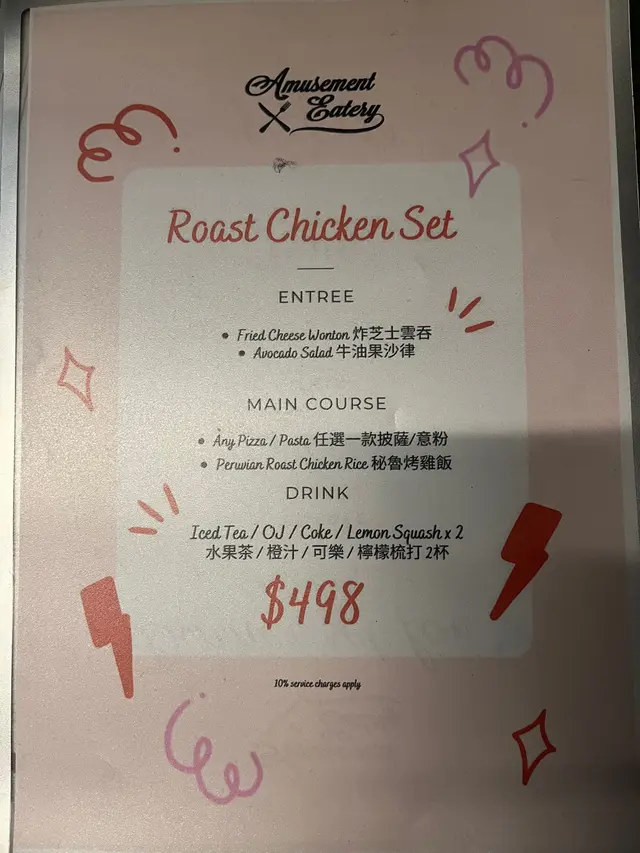 Amusement
Eatery
Roast Chicken Set
ENTREE
• Fried Cheese Wonton 炸芝士雲吞
• Avocado Salad 牛油果沙律
MAIN COURSE
• Any Pizza / Pasta 任選一款披薩/意粉
• Peruvian Roast Chicken Rice 秘魯烤雞飯
DRINK
Iced Tea / OJ / Coke / Lemon Squash x 2
水果茶 / 橙汁 / 可樂 / 檸檬梳打 2杯
$498
10% service charges apply